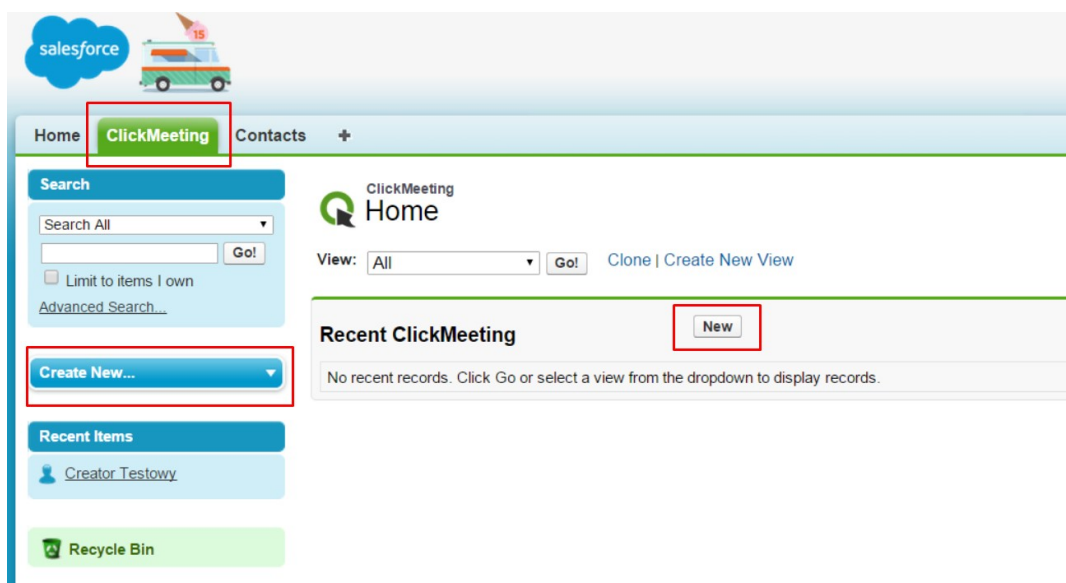 salesforce
15
Home ClickMeeting Contacts +
Search
Search All
Go!
Limit to items I own
Advanced Search...
Create New...
Recent Items
Creator Testowy
Recycle Bin
ClickMeeting
Home
View: All Go! Clone | Create New View
Recent ClickMeeting New
No recent records. Click Go or select a view from the dropdown to display records.